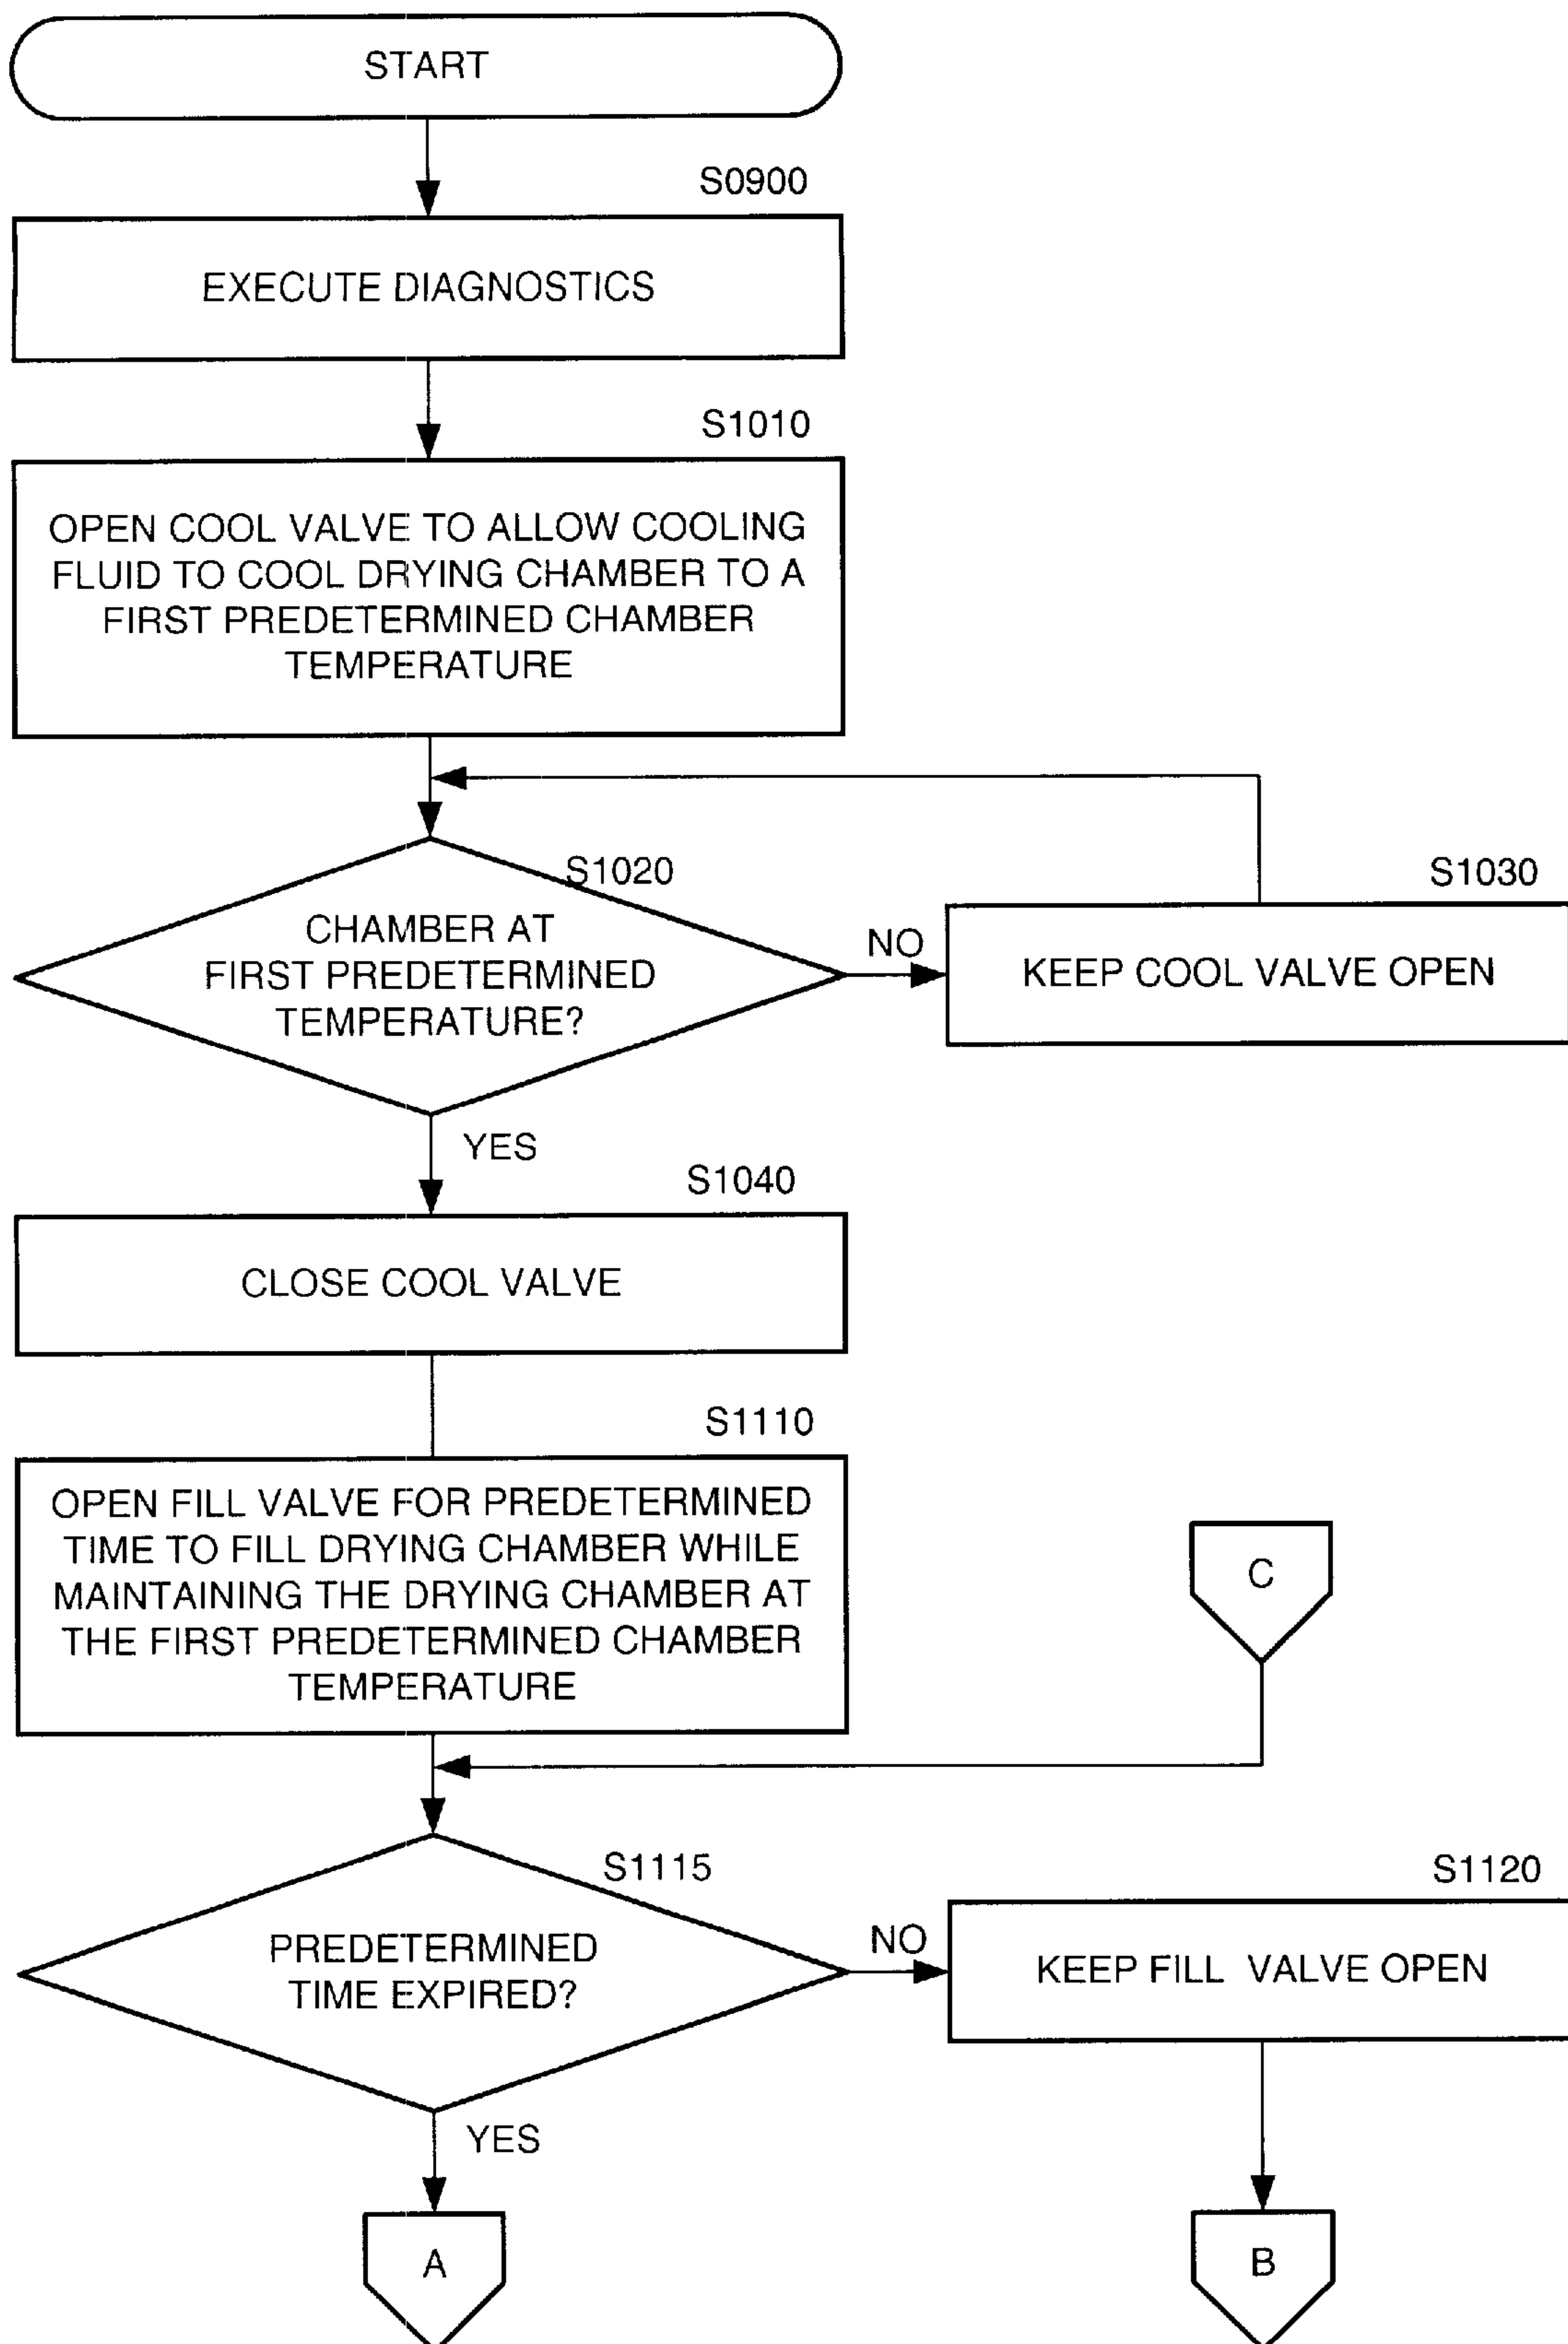 START
S0900
EXECUTE DIAGNOSTICS
S1010
OPEN COOL VALVE TO ALLOW COOLING
FLUID TO COOL DRYING CHAMBER TO A
FIRST PREDETERMINED CHAMBER
TEMPERATURE
S1020
CHAMBER AT
FIRST PREDETERMINED
TEMPERATURE?
NO
S1030
KEEP COOL VALVE OPEN
YES
S1040
CLOSE COOL VALVE
S1110
OPEN FILL VALVE FOR PREDETERMINED
TIME TO FILL DRYING CHAMBER WHILE
MAINTAINING THE DRYING CHAMBER AT
THE FIRST PREDETERMINED CHAMBER
TEMPERATURE
C
S1115
PREDETERMINED
TIME EXPIRED?
NO
S1120
KEEP FILL VALVE OPEN
YES
A
B